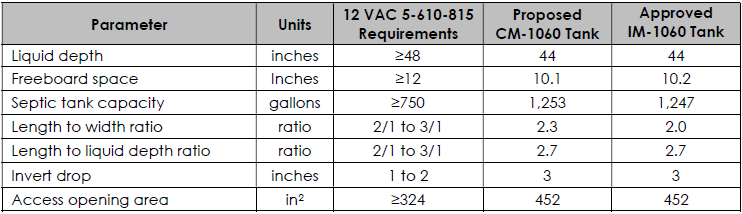 Parameter Units 12 VAC 5-610-815 Requirements Proposed CM-1060 Tank Approved IM-1060 Tank
Liquid depth inches ≥48 44 44
Freeboard space Inches ≥12 10.1 10.2
Septic tank capacity gallons ≥750 1,253 1,247
Length to width ratio ratio 2/1 to 3/1 2.3 2.0
Length to liquid depth ratio ratio 2/1 to 3/1 2.7 2.7
Invert drop inches 1 to 2 3 3
Access opening area in² ≥324 452 452